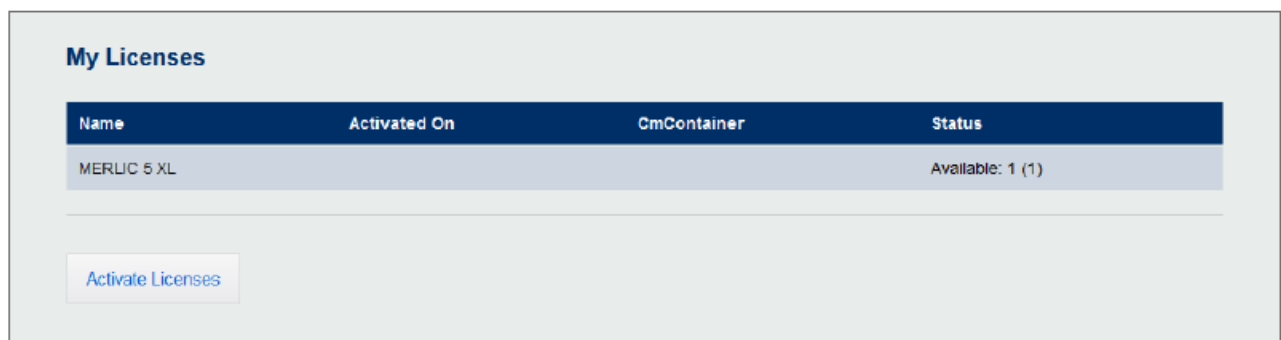 My Licenses
Name Activated On CmContainer Status
MERLIC 5 XL Available: 1 (1)
Activate Licenses